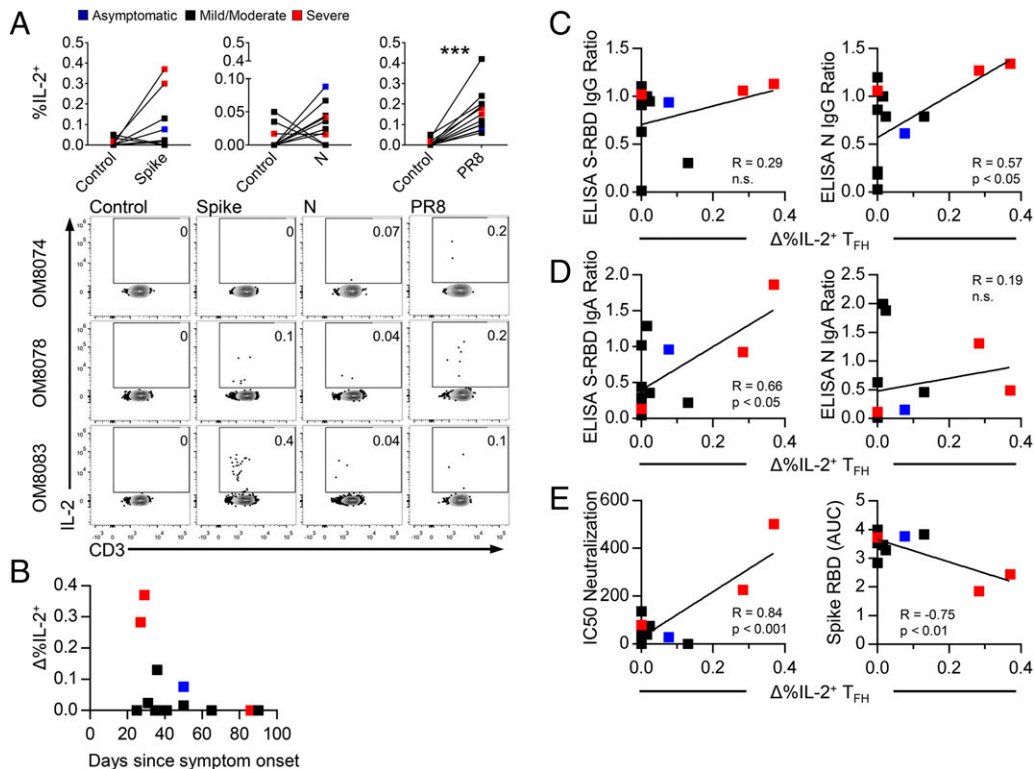 A
Asymptomatic
Mild/Moderate
Severe
%IL-2⁺
0.5
0.4
0.3
0.2
0.1
0.0
Control
Spike
0.5
0.4
0.3
0.2
0.10
0.05
0.00
Control
N
0.5
0.4
0.3
0.2
0.1
0.0
***
Control
PR8
Control
Spike
N
PR8
OM8074
0
0
0.07
0.2
OM8078
0
0.1
0.04
0.2
OM8083
0
0.4
0.04
0.1
IL-2
CD3
B
Δ%IL-2⁺
0.4
0.3
0.2
0.1
0.0
0 20 40 60 80 100
Days since symptom onset
C
ELISA S-RBD IgG Ratio
1.5
1.0
0.5
0.0
R = 0.29
n.s.
0.0 0.2 0.4
ELISA N IgG Ratio
1.5
1.0
0.5
0.0
R = 0.57
p < 0.05
0.0 0.2 0.4
Δ%IL-2⁺ TFH
D
ELISA S-RBD IgA Ratio
2.0
1.5
1.0
0.5
0.0
R = 0.66
p < 0.05
0.0 0.2 0.4
ELISA N IgA Ratio
2.5
2.0
1.5
1.0
0.5
0.0
R = 0.19
n.s.
0.0 0.2 0.4
Δ%IL-2⁺ TFH
E
IC50 Neutralization
600
400
200
0
R = 0.84
p < 0.001
0.0 0.2 0.4
Spike RBD (AUC)
5
4
3
2
1
0
R = -0.75
p < 0.01
0.0 0.2 0.4
Δ%IL-2⁺ TFH